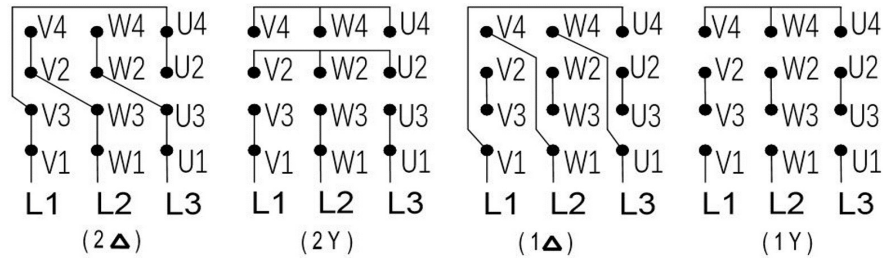 V4 W4 U4 V4 W4 U4 V4 W4 U4 V4 W4 U4
V2 W2 U2 V2 W2 U2 V2 W2 U2 V2 W2 U2
V3 W3 U3 V3 W3 U3 V3 W3 U3 V3 W3 U3
V1 W1 U1 V1 W1 U1 V1 W1 U1 V1 W1 U1
L1 L2 L3 L1 L2 L3 L1 L2 L3 L1 L2 L3
(2 Δ) (2Y) (1Δ) (1Y)